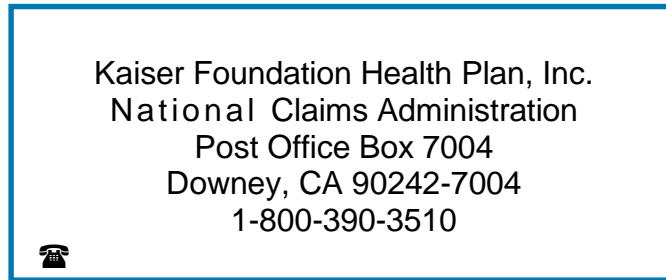 Kaiser Foundation Health Plan, Inc.
National Claims Administration
Post Office Box 7004
Downey, CA 90242-7004
1-800-390-3510
☎